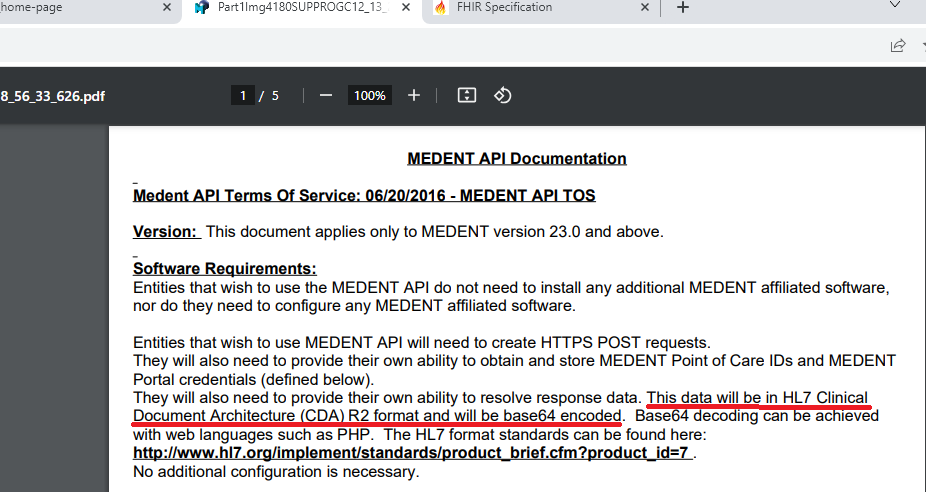 home-page
Part1Img4180SUPPROGC12_13_
FHIR Specification
8_56_33_626.pdf
1 / 5
100%
MEDENT API Documentation
Medent API Terms Of Service: 06/20/2016 - MEDENT API TOS
Version: This document applies only to MEDENT version 23.0 and above.
Software Requirements:
Entities that wish to use the MEDENT API do not need to install any additional MEDENT affiliated software,
nor do they need to configure any MEDENT affiliated software.
Entities that wish to use MEDENT API will need to create HTTPS POST requests.
They will also need to provide their own ability to obtain and store MEDENT Point of Care IDs and MEDENT
Portal credentials (defined below).
They will also need to provide their own ability to resolve response data. This data will be in HL7 Clinical
Document Architecture (CDA) R2 format and will be base64 encoded. Base64 decoding can be achieved
with web languages such as PHP. The HL7 format standards can be found here:
http://www.hl7.org/implement/standards/product_brief.cfm?product_id=7 .
No additional configuration is necessary.